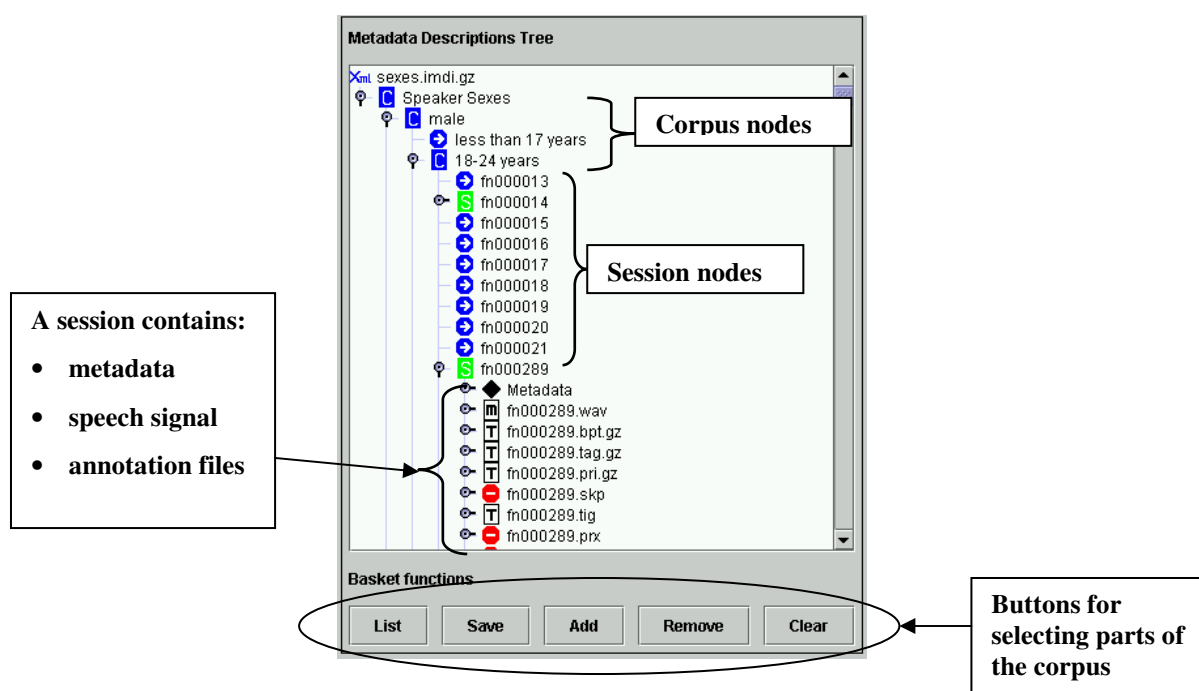 Metadata Descriptions Tree
Xml sexes.imdi.gz
C Speaker Sexes
C male
less than 17 years
C 18-24 years
fn000013
S fn000014
fn000015
fn000016
fn000017
fn000018
fn000019
fn000020
fn000021
S fn000289
Metadata
m fn000289.wav
T fn000289.bpt.gz
T fn000289.tag.gz
T fn000289.pri.gz
fn000289.skp
T fn000289.tig
fn000289.prx
Corpus nodes
Session nodes
A session contains:
• metadata
• speech signal
• annotation files
Basket functions
List Save Add Remove Clear
Buttons for
selecting parts of
the corpus